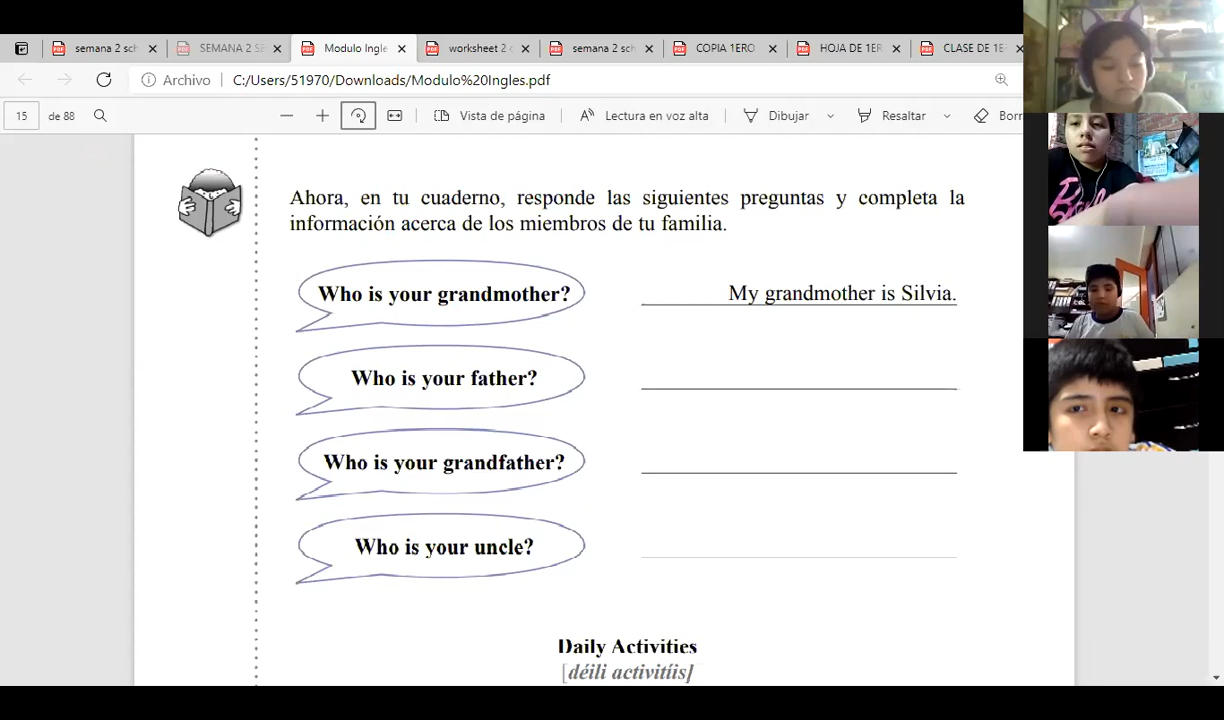 semana 2 sch
SEMANA 2 SE
Modulo Ingle
worksheet 2
semana 2 sch
COPIA 1ERO
HOJA DE 1ER
CLASE DE 1E
Archivo
C:/Users/51970/Downloads/Modulo%20Ingles.pdf
15 de 88
Vista de página
Lectura en voz alta
Dibujar
Resaltar
Borr
Ahora, en tu cuaderno, responde las siguientes preguntas y completa la
información acerca de los miembros de tu familia.
Who is your grandmother?
My grandmother is Silvia.
Who is your father?
Who is your grandfather?
Who is your uncle?
Daily Activities
[déili activitíis]